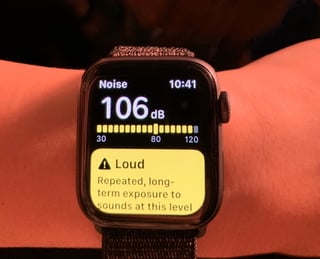 Noise 10:41
106 dB
30 80 120
Loud
Repeated, long-
term exposure to
sounds at this level